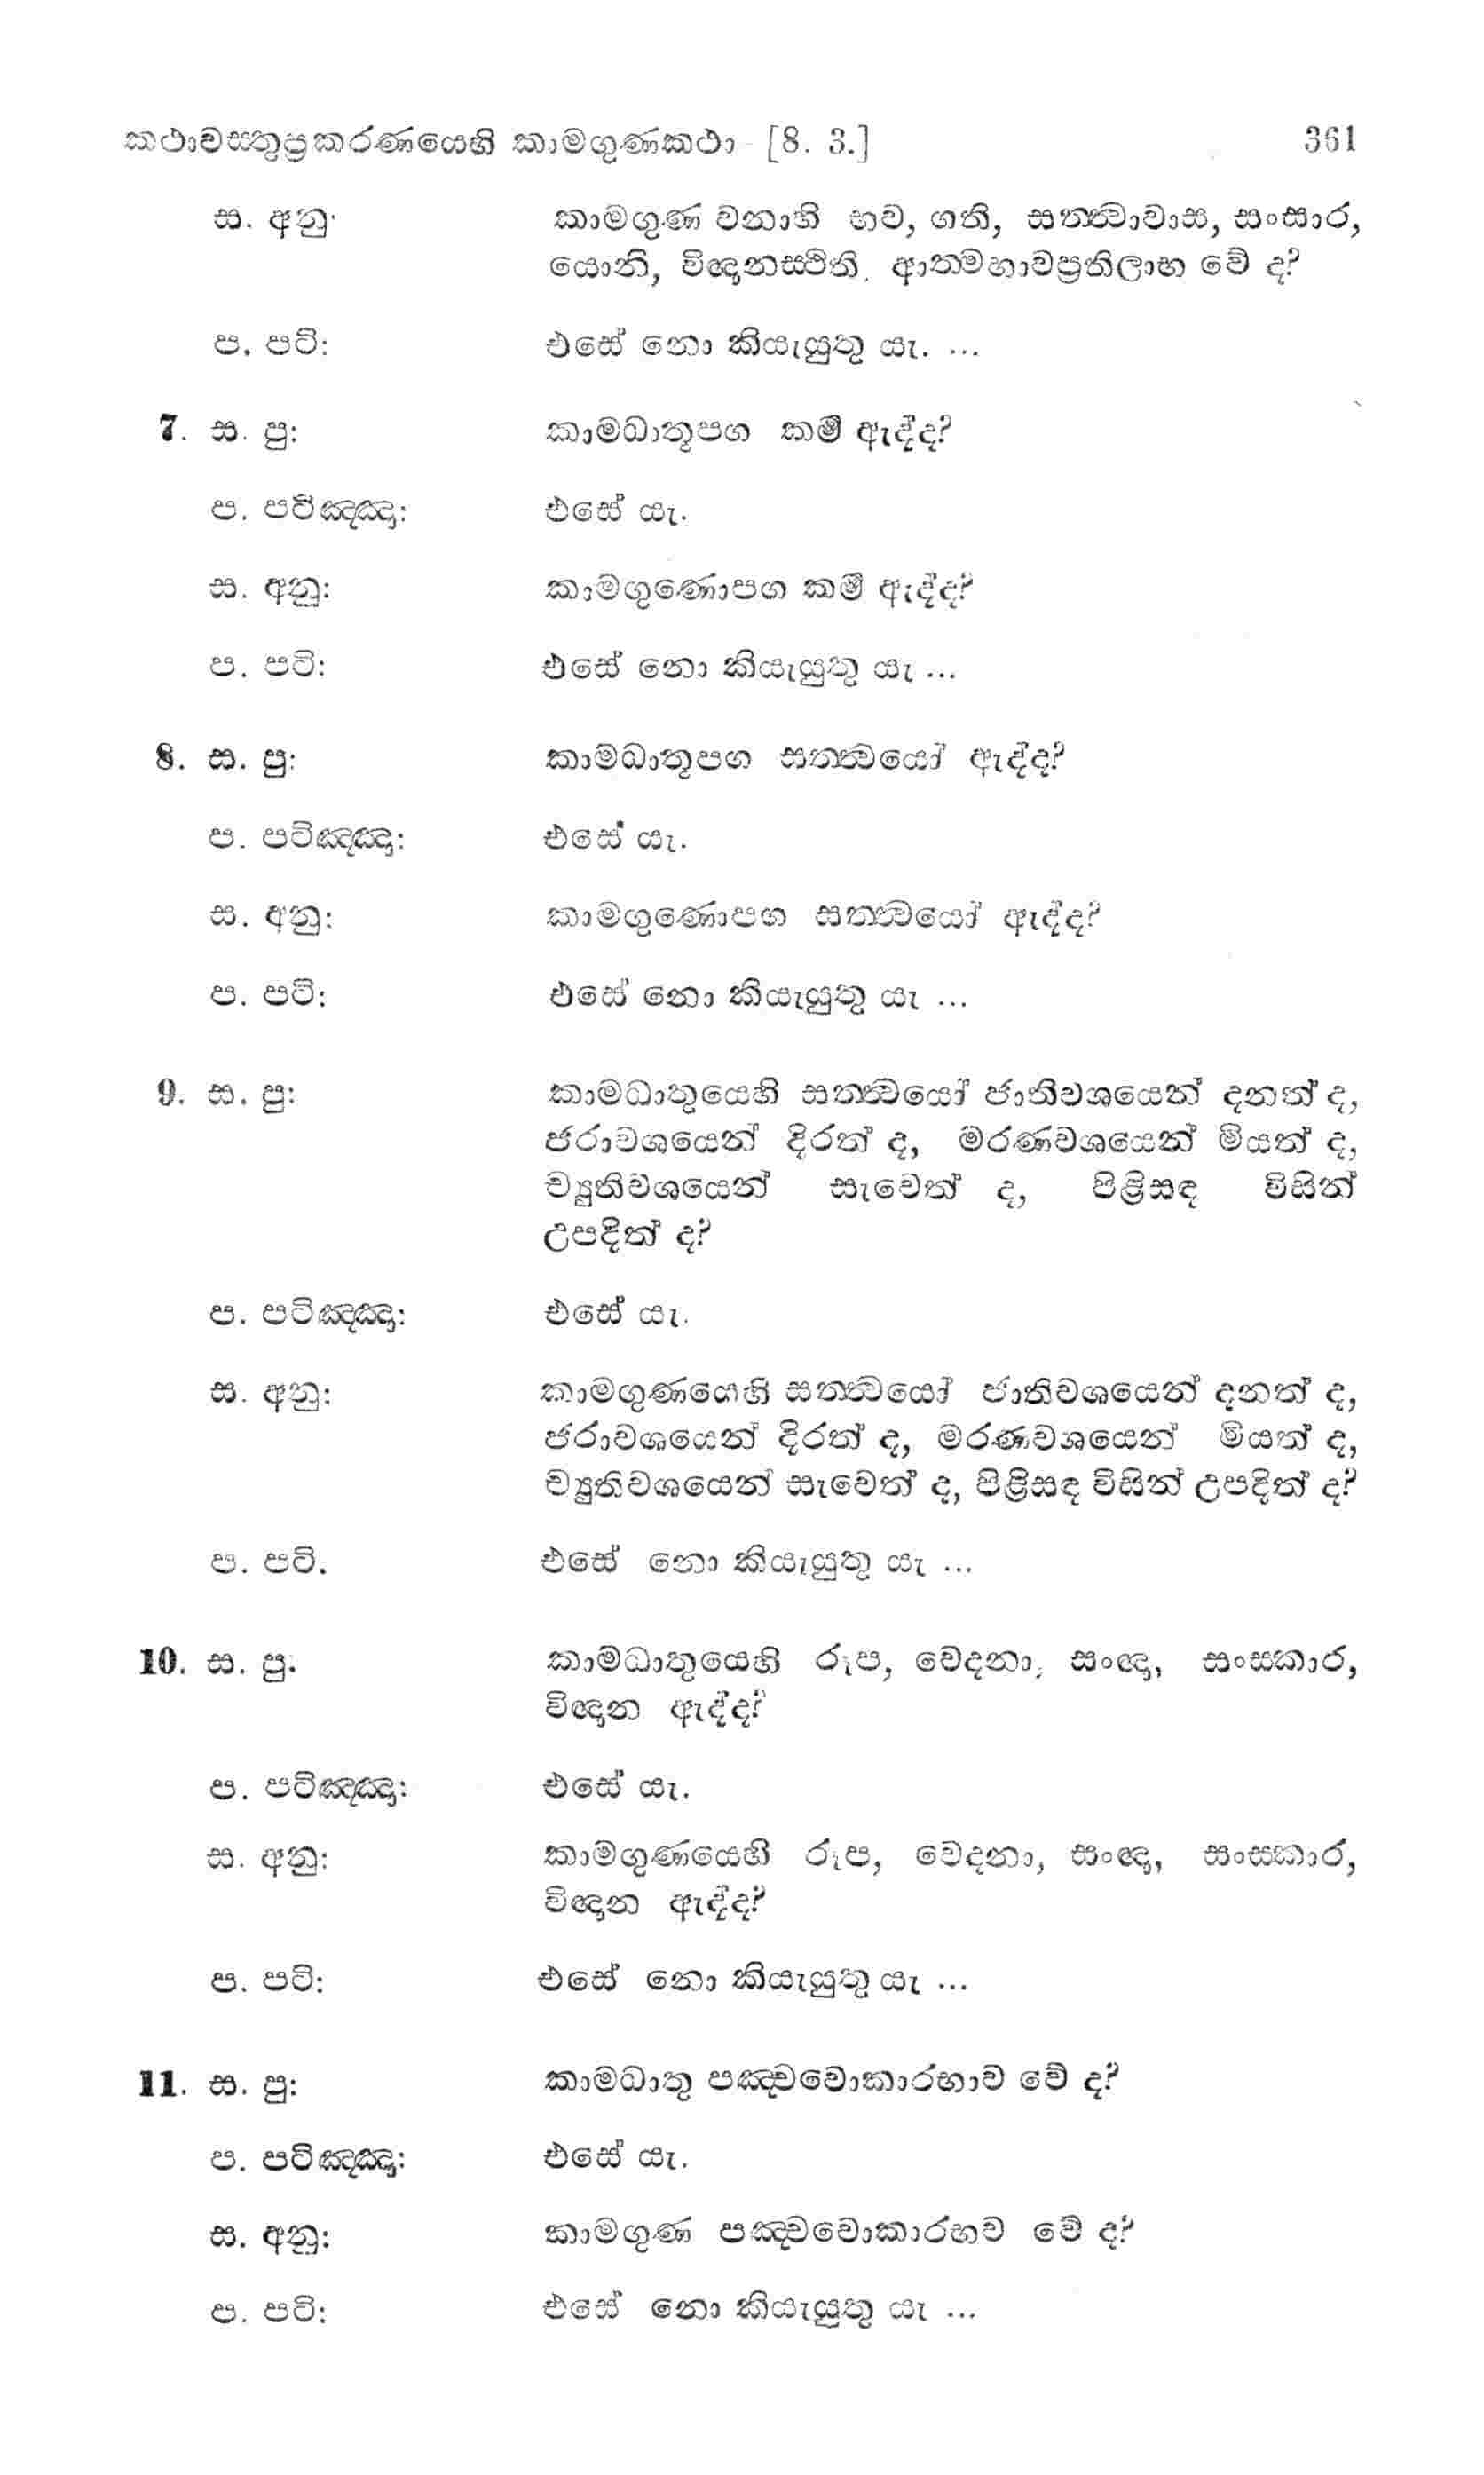 කථාවස්තුප්‍රකරණයෙහි කාමගුණකථා [8. 3.] 361
ස. අනු: කාමගුණ වනාහි භව, ගති, සත්ත්‍වාවාස, සංසාර,
යොනි, විඥානස්ථිති, ආත්මභාවප්‍රතිලාභ වේ ද?
ප. පටි: එසේ නො කියැයුතු යැ. ...
7. ස. පු: කාමධාතූපග කර්‍ම ඇද්ද?
ප. පටිඤ්ඤා: එසේ යැ.
ස. අනු: කාමගුණොපග කර්‍ම ඇද්ද?
ප. පටි: එසේ නො කියැයුතු යැ ...
8. ස. පු: කාමධාතූපග සත්ත්‍වයෝ ඇද්ද?
ප. පටිඤ්ඤා: එසේ යැ.
ස. අනු: කාමගුණොපග සත්ත්‍වයෝ ඇද්ද?
ප. පටි: එසේ නො කියැයුතු යැ ...
9. ස. පු: කාමධාතුයෙහි සත්ත්‍වයෝ ජාතිවශයෙන් දනත් ද,
ජරාවශයෙන් දිරත් ද, මරණවශයෙන් මියත් ද,
ච්‍යුතිවශයෙන් සැවෙත් ද, පිළිසඳ විසින්
උපදිත් ද?
ප. පටිඤ්ඤා: එසේ යැ.
ස. අනු: කාමගුණයෙහි සත්ත්‍වයෝ ජාතිවශයෙන් දනත් ද,
ජරාවශයෙන් දිරත් ද, මරණවශයෙන් මියත් ද,
ච්‍යුතිවශයෙන් සැවෙත් ද, පිළිසඳ විසින් උපදිත් ද?
ප. පටි. එසේ නො කියැයුතු යැ ...
10. ස. පු. කාමධාතුයෙහි රූප, වෙදනා, සංඥා, සංස්කාර,
විඥාන ඇද්ද?
ප. පටිඤ්ඤා: එසේ යැ.
ස. අනු: කාමගුණයෙහි රූප, වෙදනා, සංඥා, සංස්කාර,
විඥාන ඇද්ද?
ප. පටි: එසේ නො කියැයුතු යැ ...
11. ස. පු: කාමධාතු පඤ්චවොකාරභාව වේ ද?
ප. පටිඤ්ඤා: එසේ යැ.
ස. අනු: කාමගුණ පඤ්චවොකාරභව වේ ද?
ප. පටි: එසේ නො කියැයුතු යැ ...